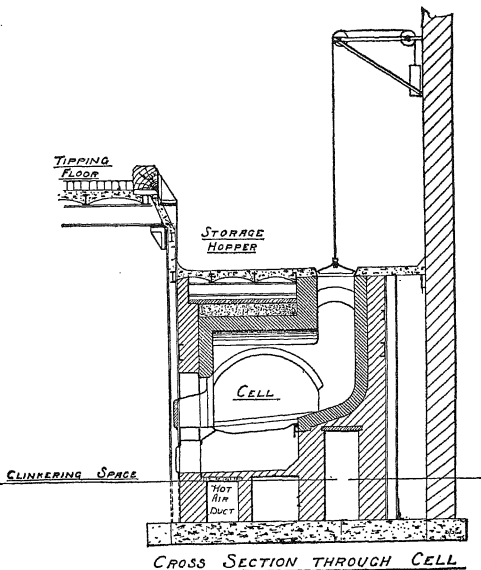 TIPPING
FLOOR
STORAGE
HOPPER
CELL
CLINKERING SPACE
HOT
AIR
DUCT
CROSS SECTION THROUGH CELL